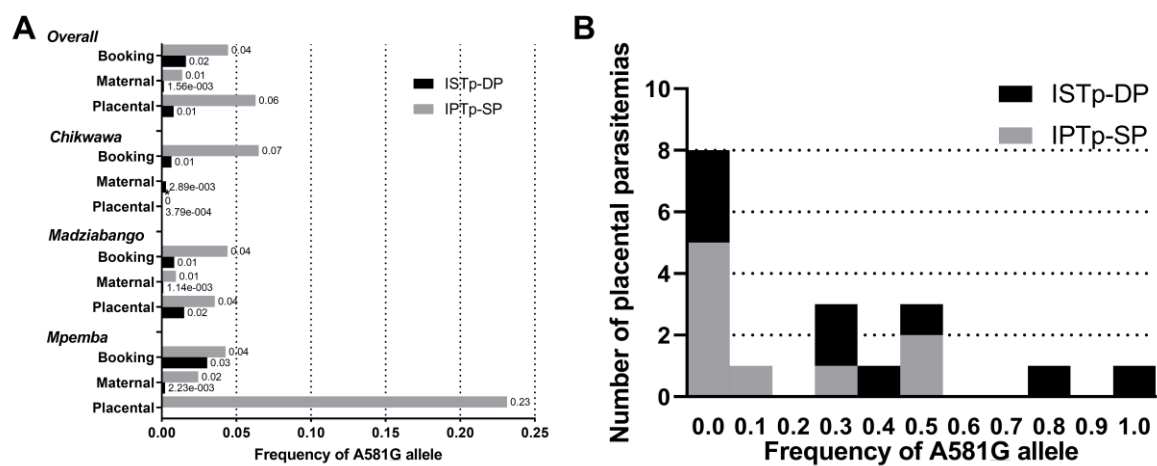 A
Overall
Booking
0.04
0.02
Maternal
0.01
1.56e-003
Placental
0.06
0.01
Chikwawa
Booking
0.07
0.01
Maternal
2.89e-003
*
Placental
0
3.79e-004
Madziabango
Booking
0.04
0.01
Maternal
0.01
1.14e-003
Placental
0.04
0.02
Mpemba
Booking
0.04
0.03
Maternal
0.02
2.23e-003
Placental
0.23
0.00 0.05 0.10 0.15 0.20 0.25
Frequency of A581G allele
ISTp-DP
IPTp-SP
B
Number of placental parasitemias
10
8
6
4
2
0
0.0 0.1 0.2 0.3 0.4 0.5 0.6 0.7 0.8 0.9 1.0
Frequency of A581G allele
ISTp-DP
IPTp-SP